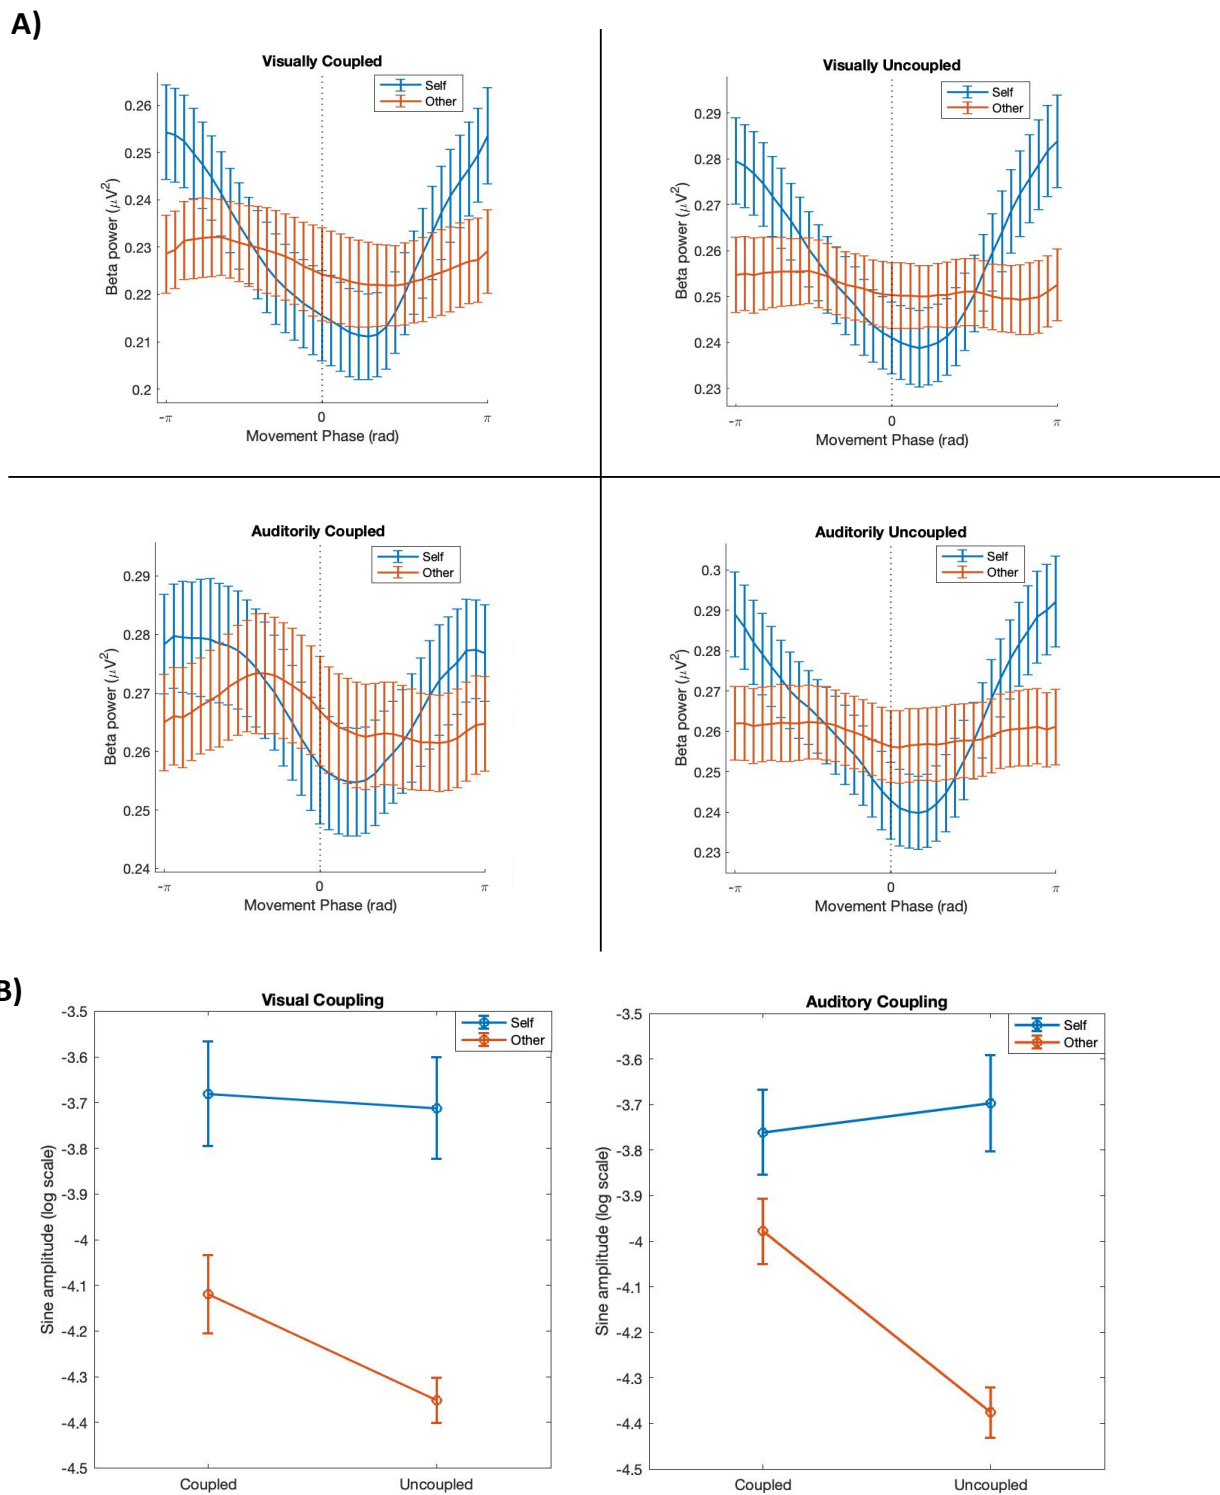 A)
Visually Coupled
Self
Other
0.26
0.25
0.24
0.23
0.22
0.21
0.2
Beta power (μV²)
-π
0
π
Movement Phase (rad)
Visually Uncoupled
Self
Other
0.29
0.28
0.27
0.26
0.25
0.24
0.23
Beta power (μV²)
-π
0
π
Movement Phase (rad)
Auditorily Coupled
Self
Other
0.29
0.28
0.27
0.26
0.25
0.24
Beta power (μV²)
-π
0
π
Movement Phase (rad)
Auditorily Uncoupled
Self
Other
0.3
0.29
0.28
0.27
0.26
0.25
0.24
0.23
Beta power (μV²)
-π
0
π
Movement Phase (rad)
B)
Visual Coupling
Self
Other
-3.5
-3.6
-3.7
-3.8
-3.9
-4
-4.1
-4.2
-4.3
-4.4
-4.5
Sine amplitude (log scale)
Coupled
Uncoupled
Auditory Coupling
Self
Other
-3.5
-3.6
-3.7
-3.8
-3.9
-4
-4.1
-4.2
-4.3
-4.4
-4.5
Sine amplitude (log scale)
Coupled
Uncoupled